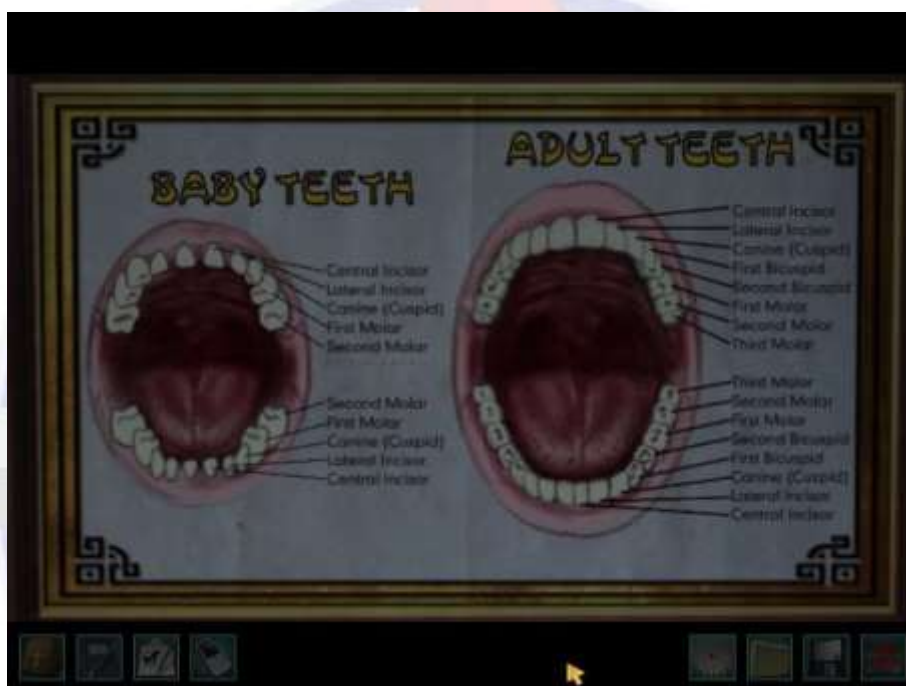 BABY TEETH
Central Incisor
Lateral Incisor
Canine (Cuspid)
First Molar
Second Molar
Second Molar
First Molar
Canine (Cuspid)
Lateral Incisor
Central Incisor
ADULT TEETH
Central Incisor
Lateral Incisor
Canine (Cuspid)
First Bicuspid
Second Bicuspid
First Molar
Second Molar
Third Molar
Third Molar
Second Molar
First Molar
Second Bicuspid
First Bicuspid
Canine (Cuspid)
Lateral Incisor
Central Incisor